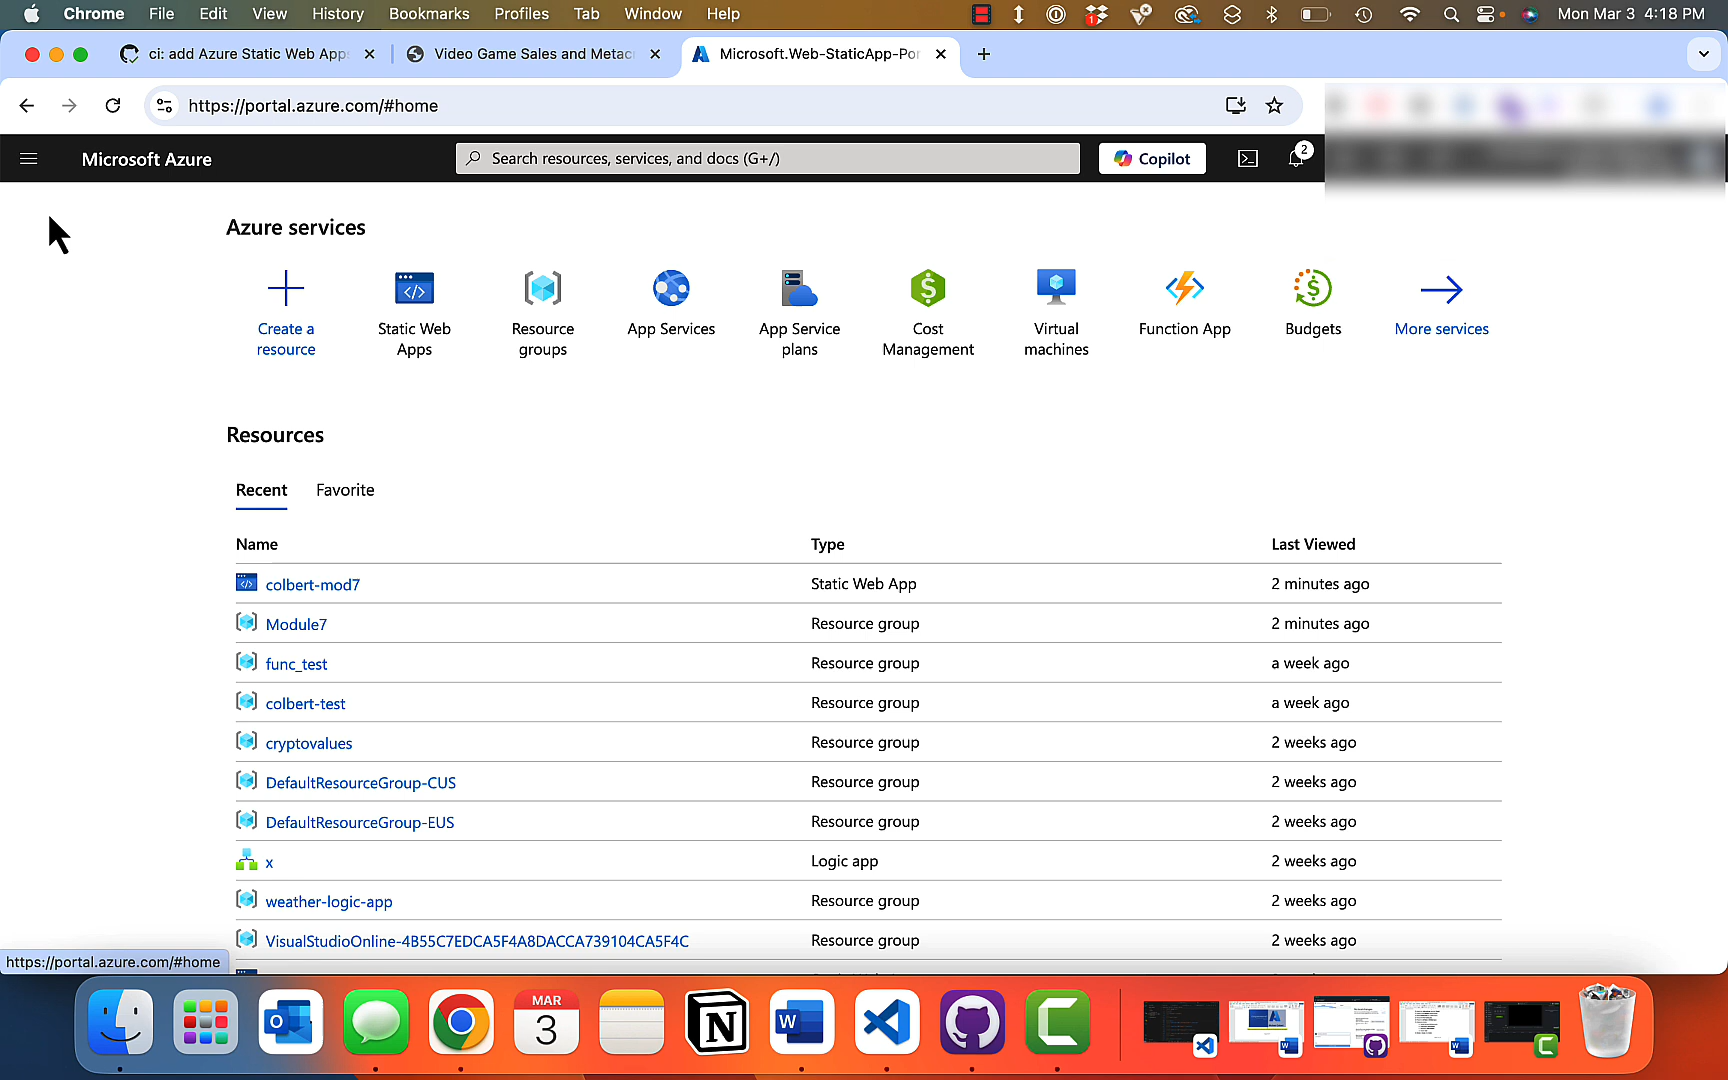 Chrome File Edit View History Bookmarks Profiles Tab Window Help 1 Mon Mar 3 4:18 PM
ci: add Azure Static Web Apps Video Game Sales and Metac Microsoft.Web-StaticApp-Por
https://portal.azure.com/#home
Microsoft Azure Search resources, services, and docs (G+/) Copilot 2
Azure services
Create a resource
Static Web Apps
Resource groups
App Services
App Service plans
Cost Management
Virtual machines
Function App
Budgets
More services
Resources
Recent Favorite
Name Type Last Viewed
colbert-mod7 Static Web App 2 minutes ago
Module7 Resource group 2 minutes ago
func_test Resource group a week ago
colbert-test Resource group a week ago
cryptovalues Resource group 2 weeks ago
DefaultResourceGroup-CUS Resource group 2 weeks ago
DefaultResourceGroup-EUS Resource group 2 weeks ago
x Logic app 2 weeks ago
weather-logic-app Resource group 2 weeks ago
VisualStudioOnline-4B55C7EDCA5F4A8DACCA739104CA5F4C Resource group 2 weeks ago
https://portal.azure.com/#home
MAR
3